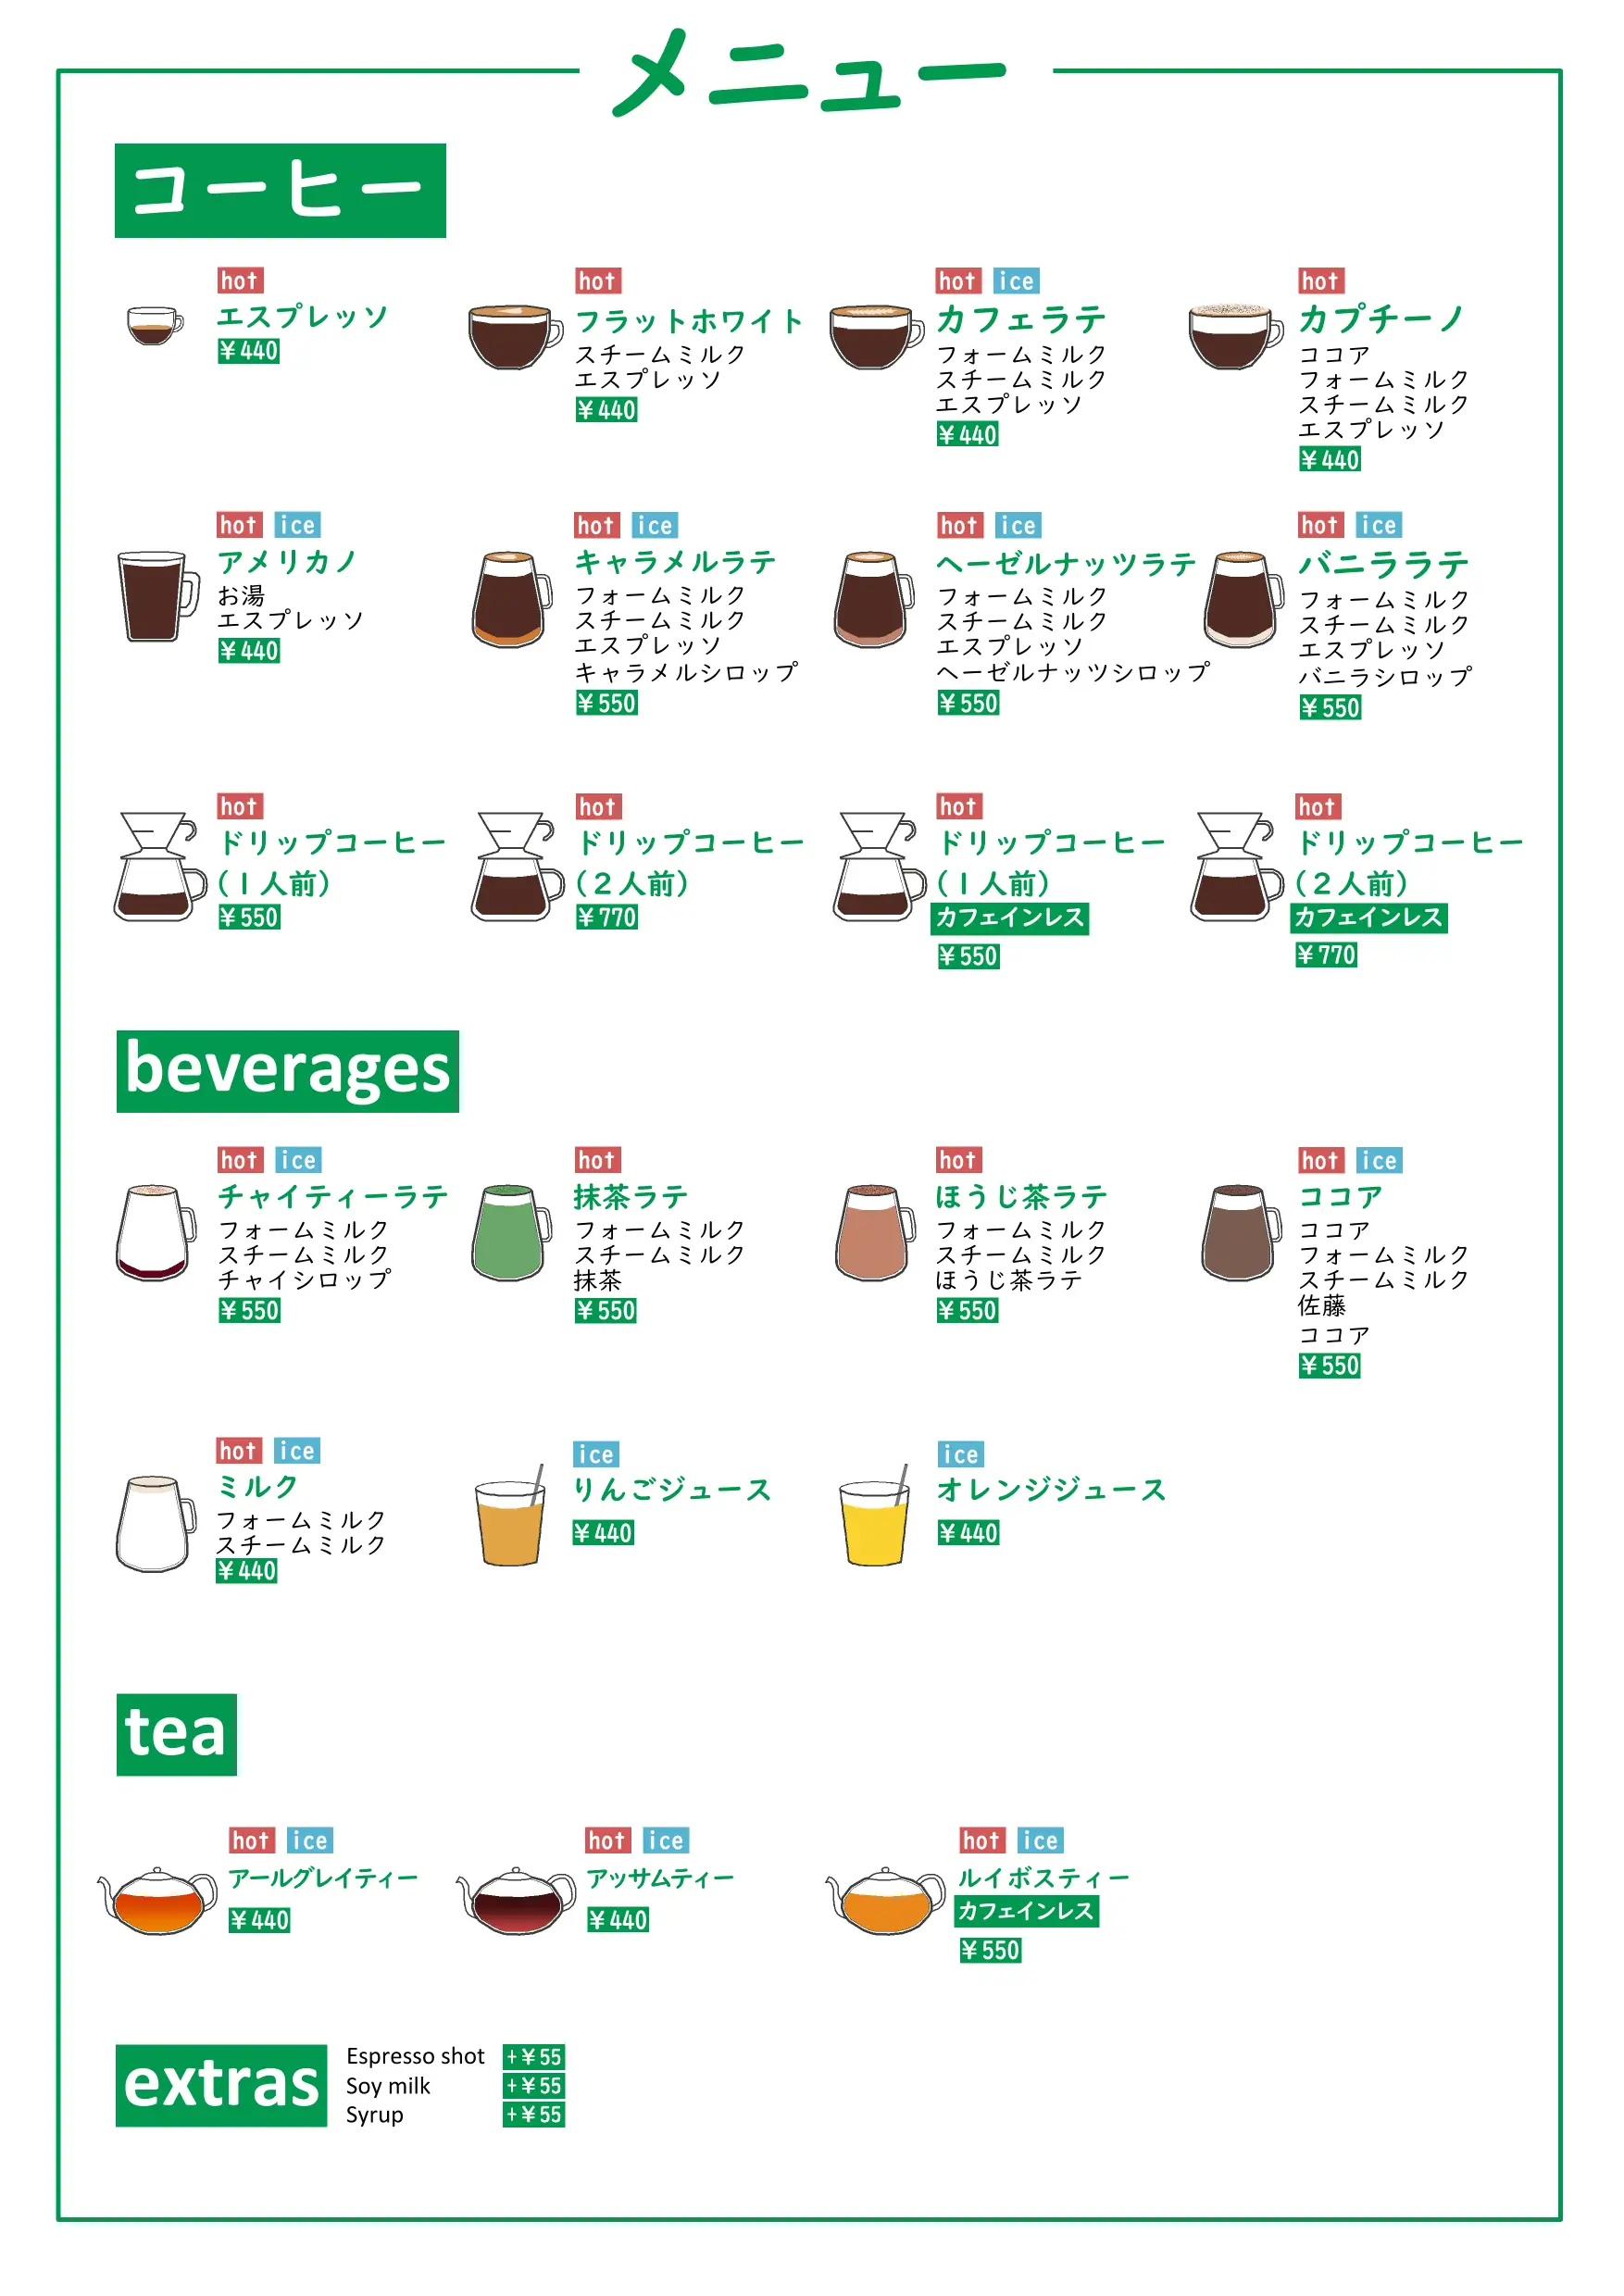 メニュー
コーヒー
hot
エスプレッソ
¥440
hot
フラットホワイト
スチームミルク
エスプレッソ
¥440
hot ice
カフェラテ
フォームミルク
スチームミルク
エスプレッソ
¥440
hot
カプチーノ
ココア
フォームミルク
スチームミルク
エスプレッソ
¥440
hot ice
アメリカノ
お湯
エスプレッソ
¥440
hot ice
キャラメルラテ
フォームミルク
スチームミルク
エスプレッソ
キャラメルシロップ
¥550
hot ice
ヘーゼルナッツラテ
フォームミルク
スチームミルク
エスプレッソ
ヘーゼルナッツシロップ
¥550
hot ice
バニララテ
フォームミルク
スチームミルク
エスプレッソ
バニラシロップ
¥550
hot
ドリップコーヒー
(1人前)
¥550
hot
ドリップコーヒー
(2人前)
¥770
hot
ドリップコーヒー
(1人前)
カフェインレス
¥550
hot
ドリップコーヒー
(2人前)
カフェインレス
¥770
beverages
hot ice
チャイティーラテ
フォームミルク
スチームミルク
チャイシロップ
¥550
hot
抹茶ラテ
フォームミルク
スチームミルク
抹茶
¥550
hot
ほうじ茶ラテ
フォームミルク
スチームミルク
ほうじ茶ラテ
¥550
hot ice
ココア
ココア
フォームミルク
スチームミルク
佐藤
ココア
¥550
hot ice
ミルク
フォームミルク
スチームミルク
¥440
ice
りんごジュース
¥440
ice
オレンジジュース
¥440
tea
hot ice
アールグレイティー
¥440
hot ice
アッサムティー
¥440
hot ice
ルイボスティー
カフェインレス
¥550
extras
Espresso shot +¥55
Soy milk +¥55
Syrup +¥55